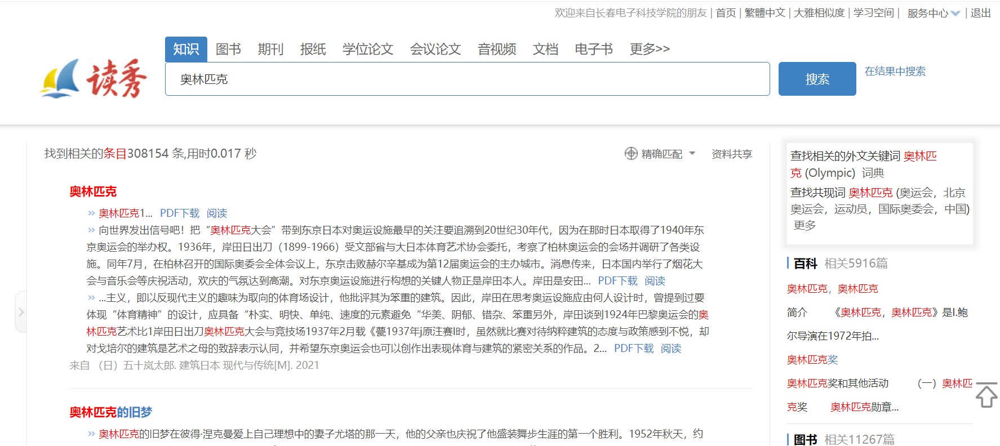 欢迎来自长春电子科技学院的朋友 | 首页 | 繁體中文 | 大雅相似度 | 学习空间 | 服务中心 | 退出
知识 图书 期刊 报纸 学位论文 会议论文 音视频 文档 电子书 更多>>
读秀
奥林匹克
搜索
在结果中搜索
找到相关的条目308154 条,用时0.017 秒
精确匹配 资料共享
奥林匹克
» 奥林匹克1... PDF下载 阅读
» 向世界发出信号吧！把“奥林匹克大会”带到东京日本对奥运设施最早的关注要追溯到20世纪30年代，因为在那时日本取得了1940年东
京奥运会的举办权。1936年，岸田日出刀（1899-1966）受文部省与大日本体育艺术协会委托，考察了柏林奥运会的会场并调研了各类设
施。同年7月，在柏林召开的国际奥委会全体会议上，东京击败赫尔辛基成为第12届奥运会的主办城市。消息传来，日本国内举行了烟花大
会与音乐会等庆祝活动，欢庆的气氛达到高潮。对东京奥运设施进行构想的关键人物正是岸田本人。岸田是安田... PDF下载 阅读
» ...主义，即以反现代主义的趣味为取向的体育场设计，他批评其为笨重的建筑。因此，岸田在思考奥运设施应由何人设计时，曾提到过要
体现“体育精神”的设计，应具备“朴实、明快、单纯、速度的元素避免“华美、阴郁、错杂、笨重另外，岸田谈到1924年巴黎奥运会的奥
林匹克艺术比1岸田日出刀奥林匹克大会与竞技场1937年2月载《甍1937年j原注赛I时，虽然就比赛对待纳粹建筑的态度与政策感到不悦，却
对戈培尔的建筑是艺术之母的致辞表示认同，并希望东京奥运会也可以创作出表现体育与建筑的紧密关系的作品。2... PDF下载 阅读
来自 （日）五十岚太郎. 建筑日本 现代与传统[M]. 2021
奥林匹克的旧梦
» 奥林匹克的旧梦在彼得·涅克曼爱上自己理想中的妻子尤塔的那一天，他的父亲也庆祝了他盛装舞步生涯的第一个胜利。1952年秋天，约
查找相关的外文关键词 奥林匹
克 (Olympic) 词典
查找共现词 奥林匹克 (奥运会，北京
奥运会，运动员，国际奥委会，中国)
更多
百科 相关5916篇
奥林匹克，奥林匹克
简介 《奥林匹克，奥林匹克》是I.鲍
尔导演在1972年拍...
奥林匹克奖
奥林匹克奖和其他活动 （一）奥林匹
克奖 奥林匹克勋章...
图书 相关11267篇